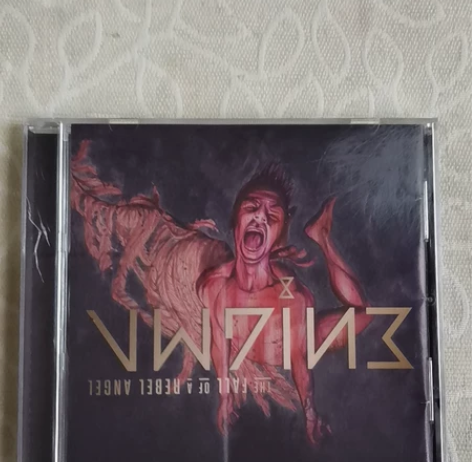 THE FALL OF A REBEL ANGEL
ENIGMA